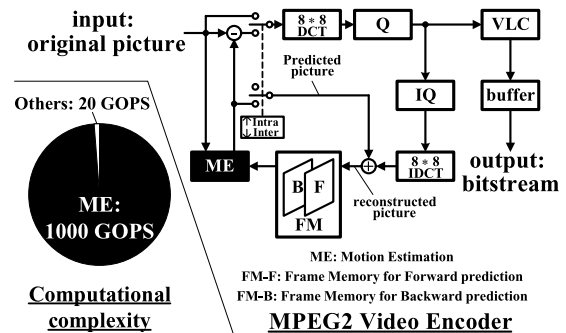 input:
original picture
8 * 8
DCT
Q
VLC
Others: 20 GOPS
Predicted
picture
IQ
buffer
↑Intra
↓Inter
ME:
1000 GOPS
ME
B
F
FM
8 * 8
IDCT
output:
bitstream
reconstructed
picture
ME: Motion Estimation
FM-F: Frame Memory for Forward prediction
FM-B: Frame Memory for Backward prediction
Computational
complexity
MPEG2 Video Encoder